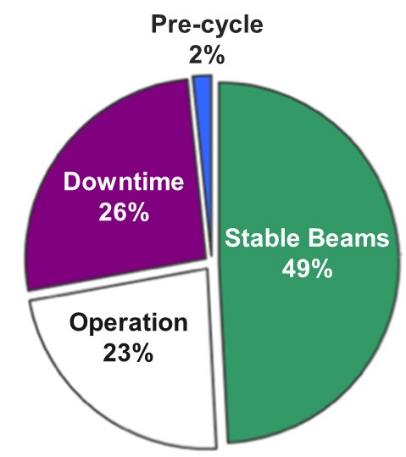 Pre-cycle
2%
Downtime
26%
Stable Beams
49%
Operation
23%